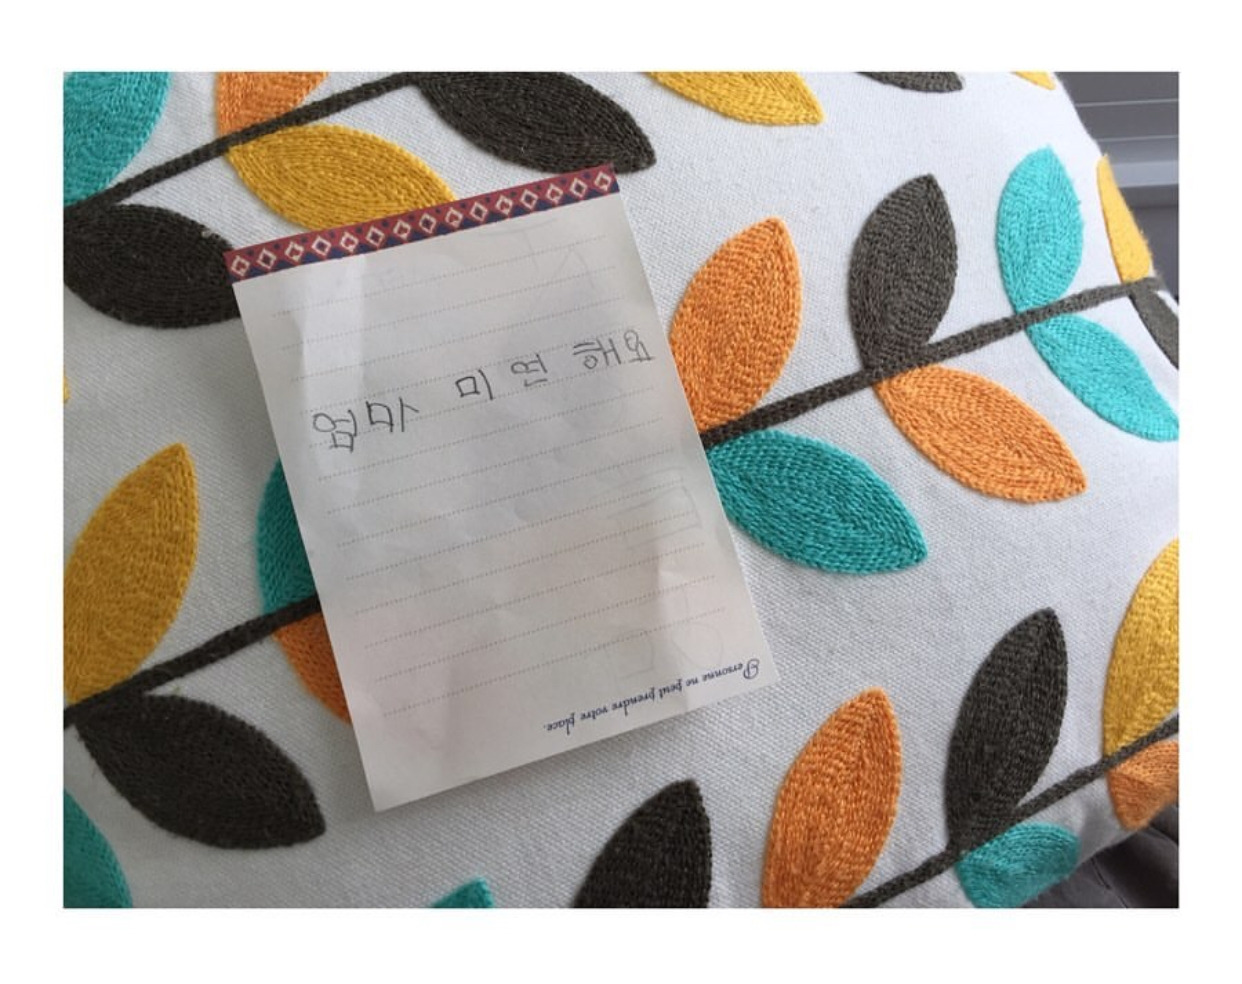 엄마 미안해요
Personne ne peut prendre votre place.